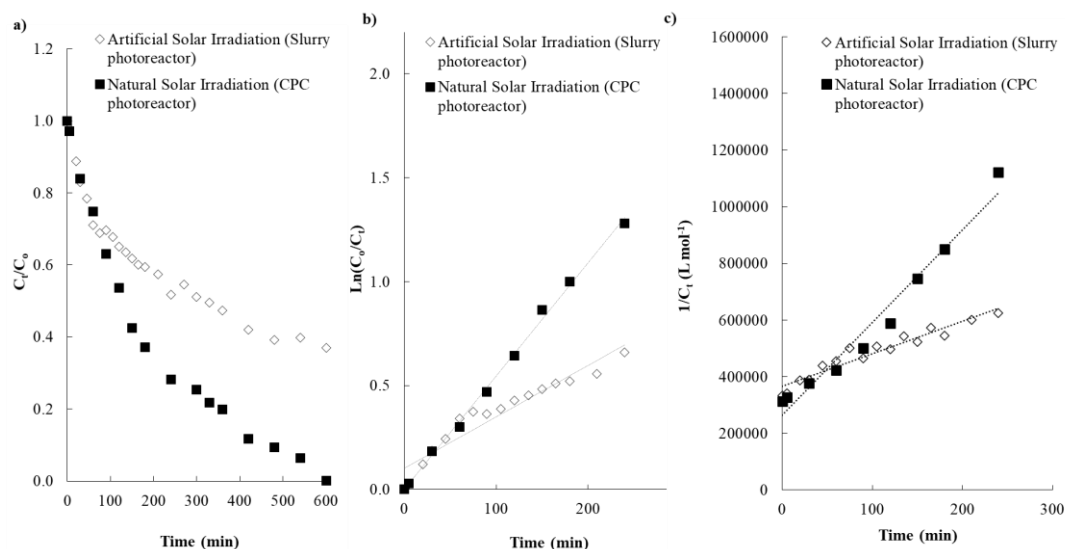 a)
1.2
1.0
0.8
0.6
0.4
0.2
0.0
Cₜ/Cₒ
Artificial Solar Irradiation (Slurry
photoreactor)
Natural Solar Irradiation (CPC
photoreactor)
0 100 200 300 400 500 600
Time (min)
b)
2.0
1.5
1.0
0.5
0.0
Ln(Cₒ/Cₜ)
Artificial Solar Irradiation (Slurry
photoreactor)
Natural Solar Irradiation (CPC
photoreactor)
0 100 200
Time (min)
c)
1600000
1400000
1200000
1000000
800000
600000
400000
200000
0
1/Cₜ (L mol⁻¹)
Artificial Solar Irradiation (Slurry
photoreactor)
Natural Solar Irradiation (CPC
photoreactor)
0 100 200 300
Time (min)